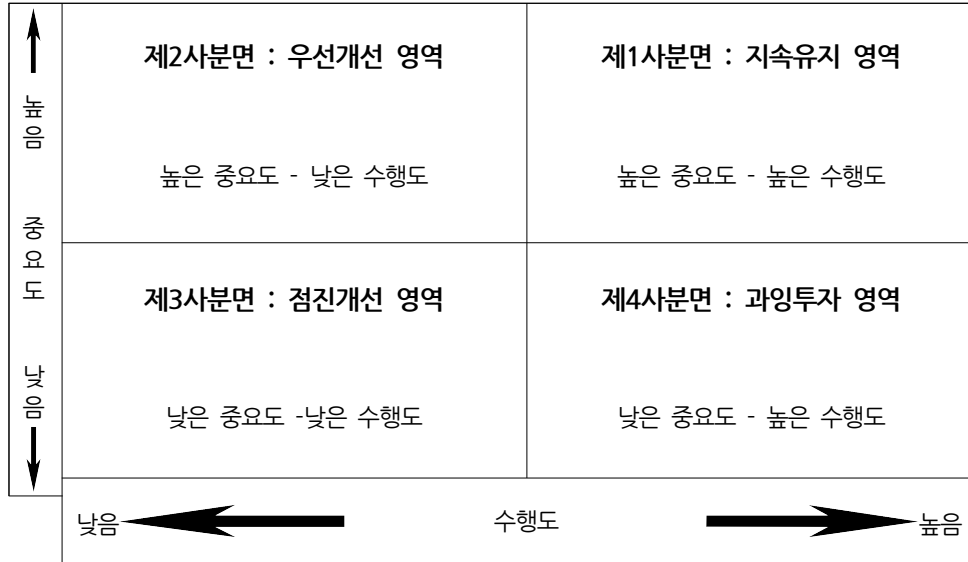 제2사분면 : 우선개선 영역
제1사분면 : 지속유지 영역
높음
높은 중요도 - 낮은 수행도
높은 중요도 - 높은 수행도
중요도
제3사분면 : 점진개선 영역
제4사분면 : 과잉투자 영역
낮음
낮은 중요도 -낮은 수행도
낮은 중요도 - 높은 수행도
낮음
수행도
높음